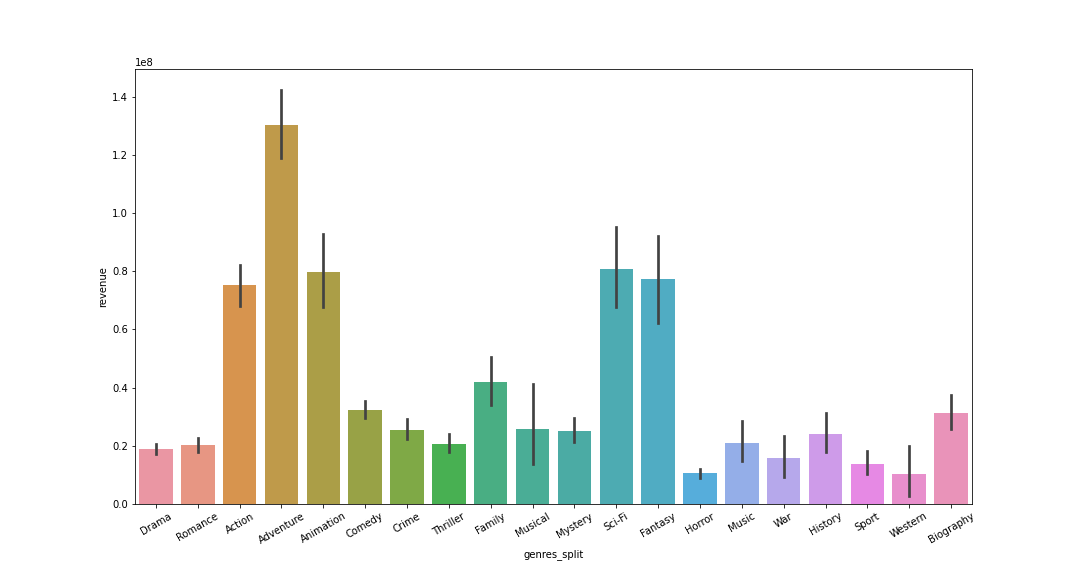 1e8
1.4
1.2
1.0
0.8
0.6
0.4
0.2
0.0
revenue
Drama
Romance
Action
Adventure
Animation
Comedy
Crime
Thriller
Family
Musical
Mystery
Sci-Fi
Fantasy
Horror
Music
War
History
Sport
Western
Biography
genres_split